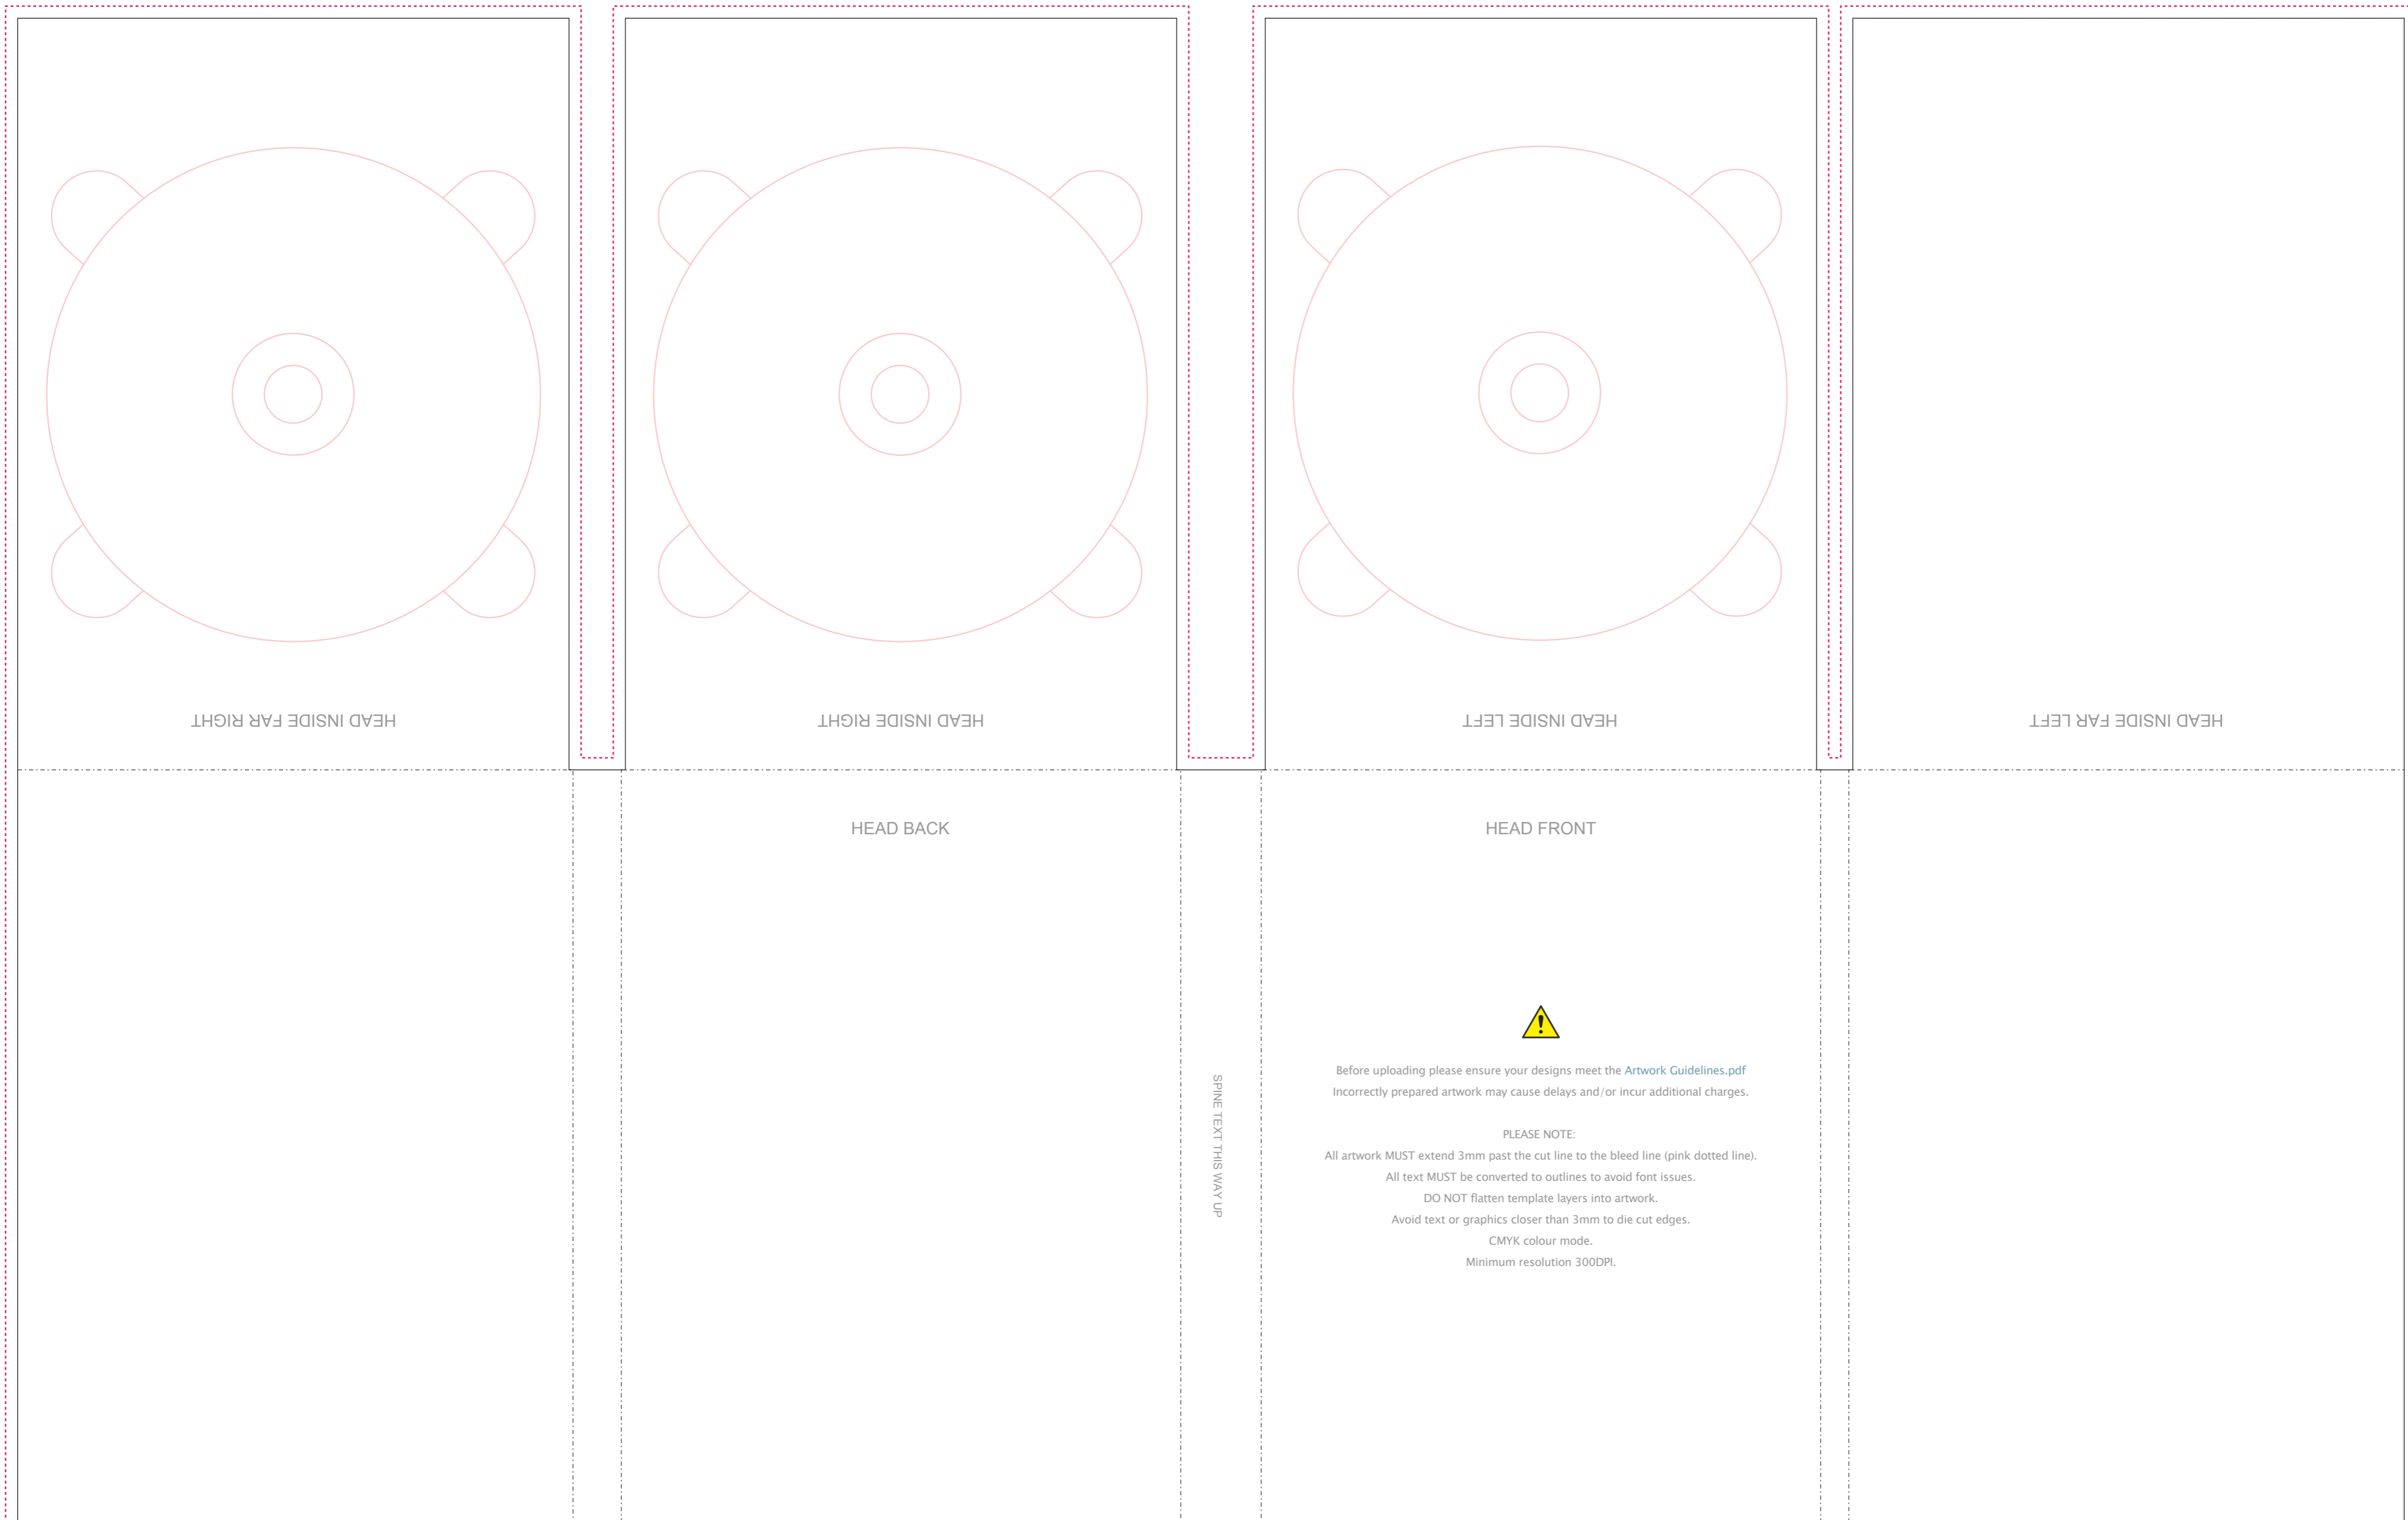 HEAD INSIDE FAR RIGHT
HEAD INSIDE RIGHT
HEAD INSIDE LEFT
HEAD INSIDE FAR LEFT
HEAD BACK
HEAD FRONT
SPINE TEXT THIS WAY UP
Before uploading please ensure your designs meet the Artwork Guidelines.pdf
Incorrectly prepared artwork may cause delays and/or incur additional charges.
PLEASE NOTE:
All artwork MUST extend 3mm past the cut line to the bleed line (pink dotted line).
All text MUST be converted to outlines to avoid font issues.
DO NOT flatten template layers into artwork.
Avoid text or graphics closer than 3mm to die cut edges.
CMYK colour mode.
Minimum resolution 300DPI.